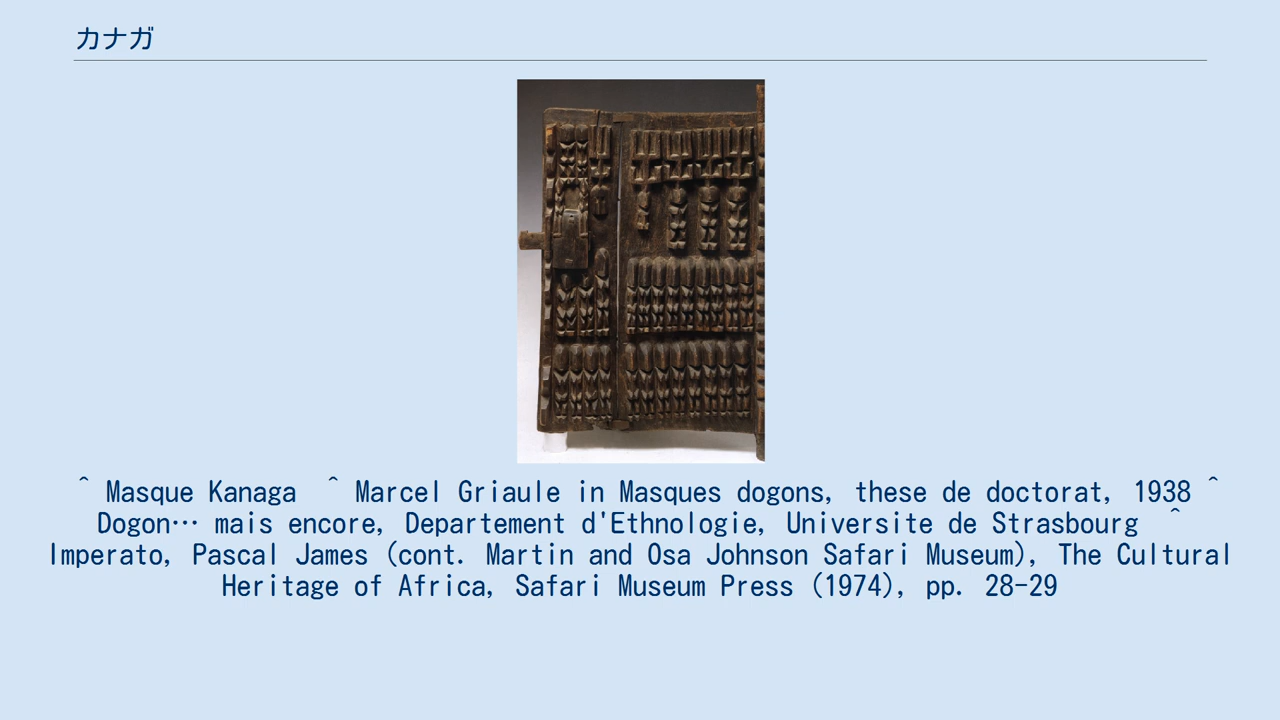 カナガ
^ Masque Kanaga  ^ Marcel Griaule in Masques dogons, these de doctorat, 1938 ^
Dogon… mais encore, Departement d'Ethnologie, Universite de Strasbourg  ^
Imperato, Pascal James (cont. Martin and Osa Johnson Safari Museum), The Cultural
Heritage of Africa, Safari Museum Press (1974), pp. 28-29